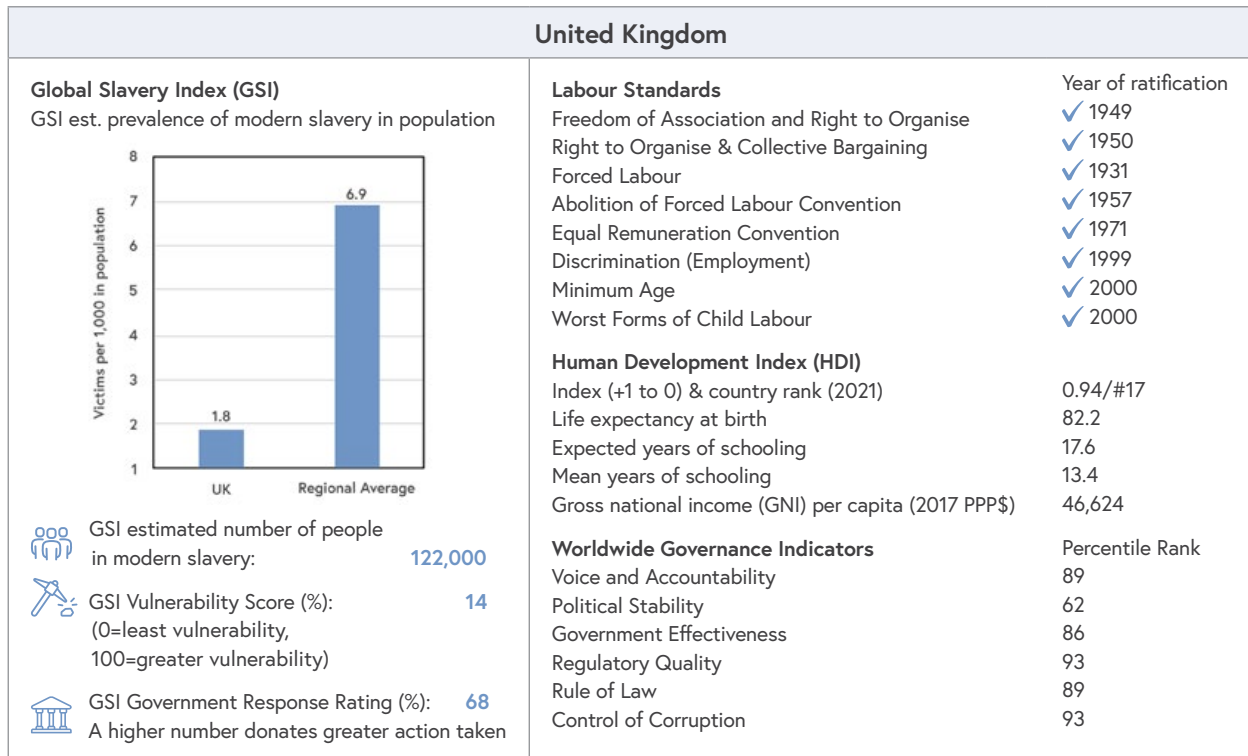 United Kingdom
Global Slavery Index (GSI)
GSI est. prevalence of modern slavery in population
Victims per 1,000 in population
8
7
6
5
4
3
2
1
1.8
6.9
UK
Regional Average
GSI estimated number of people
in modern slavery: 122,000
GSI Vulnerability Score (%): 14
(0=least vulnerability,
100=greater vulnerability)
GSI Government Response Rating (%): 68
A higher number donates greater action taken
Labour Standards Year of ratification
Freedom of Association and Right to Organise ✓ 1949
Right to Organise & Collective Bargaining ✓ 1950
Forced Labour ✓ 1931
Abolition of Forced Labour Convention ✓ 1957
Equal Remuneration Convention ✓ 1971
Discrimination (Employment) ✓ 1999
Minimum Age ✓ 2000
Worst Forms of Child Labour ✓ 2000
Human Development Index (HDI)
Index (+1 to 0) & country rank (2021) 0.94/#17
Life expectancy at birth 82.2
Expected years of schooling 17.6
Mean years of schooling 13.4
Gross national income (GNI) per capita (2017 PPP$) 46,624
Worldwide Governance Indicators Percentile Rank
Voice and Accountability 89
Political Stability 62
Government Effectiveness 86
Regulatory Quality 93
Rule of Law 89
Control of Corruption 93